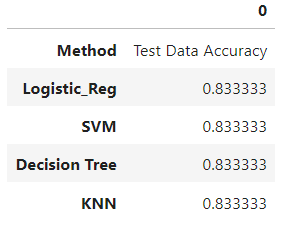 0
Method Test Data Accuracy
Logistic_Reg 0.833333
SVM 0.833333
Decision Tree 0.833333
KNN 0.833333